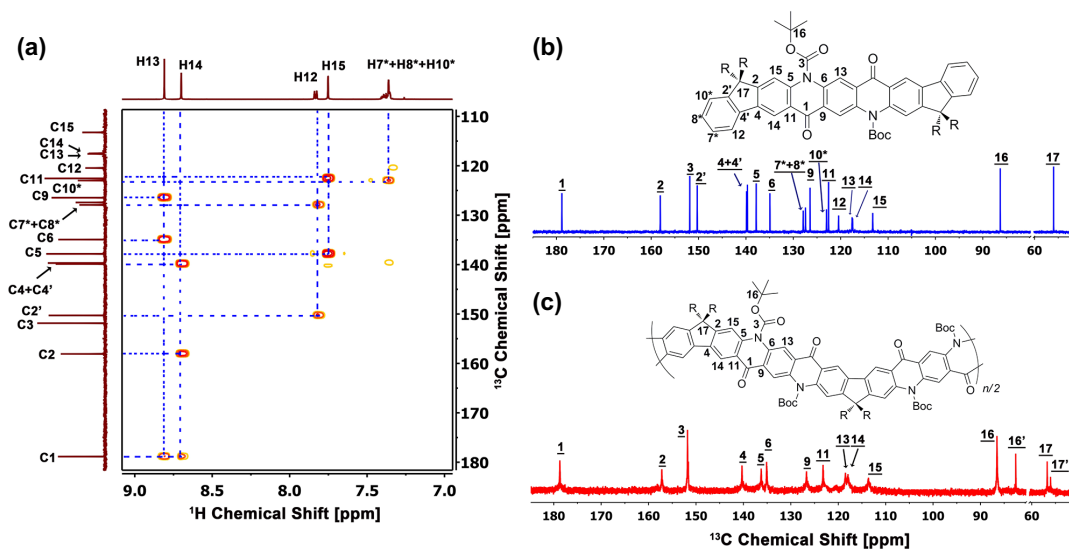 (a)
H13
H14
H12
H15
H7*+H8*+H10*
C15
C14
C13
C12
C11
C10*
C9
C7*+C8*
C6
C5
C4+C4'
C2'
C3
C2
C1
110
120
130
140
150
160
170
180
13C Chemical Shift [ppm]
9.0
8.5
8.0
7.5
7.0
1H Chemical Shift [ppm]
(b)
16
O
3
O
R
R
17
2
15
5
N
6
13
O
2'
10*
8*
7*
12
4'
4
14
11
1
O
9
N
Boc
R
R
1
2
3
2'
4+4'
5
6
7*+8*
9
10*
11
12
13
14
15
16
17
180
170
160
150
140
130
120
110
100
90
60
(c)
16
O
3
O
R
R
17
2
15
5
N
6
13
O
4
14
11
1
O
9
N
Boc
R
R
O
Boc
N
N
Boc
O
n/2
1
2
3
4
5
6
9
11
13
14
15
16
16'
17
17'
180
170
160
150
140
130
120
110
100
90
60
13C Chemical Shift [ppm]